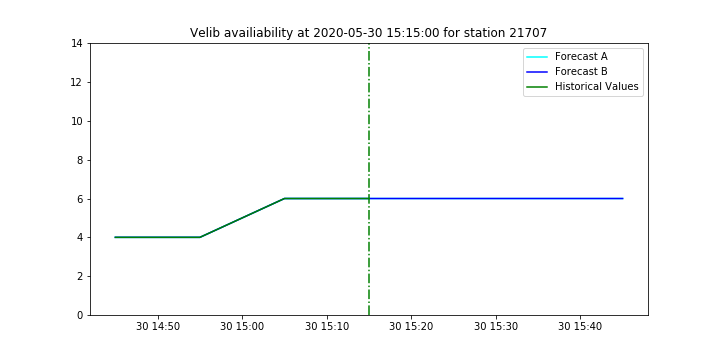 Velib availiability at 2020-05-30 15:15:00 for station 21707
14
12
10
8
6
4
2
0
Forecast A
Forecast B
Historical Values
30 14:50 30 15:00 30 15:10 30 15:20 30 15:30 30 15:40